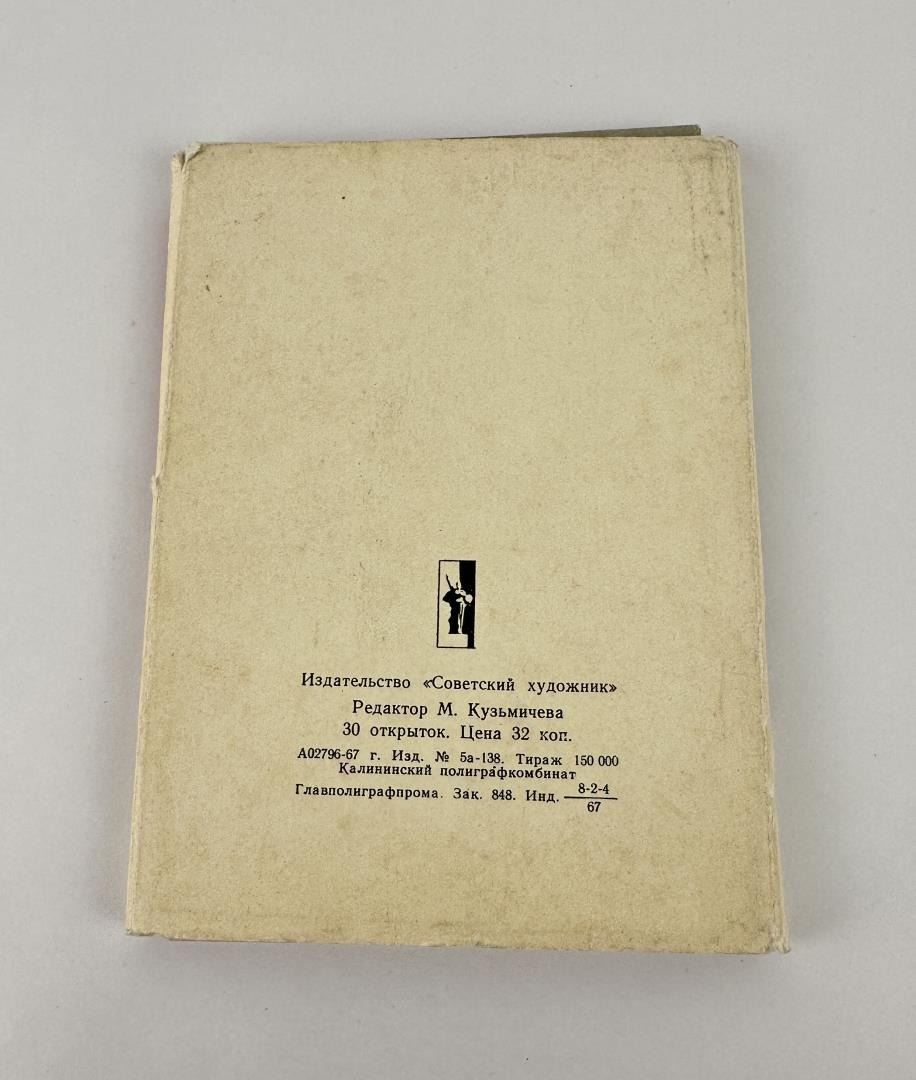 Издательство «Советский художник»
Редактор М. Кузьмичева
30 открыток. Цена 32 коп.
А02796-67 г. Изд. № 5а-138. Тираж 150 000
Калининский полиграфкомбинат
Главполиграфпрома. Зак. 848. Инд. 8-2-4
67